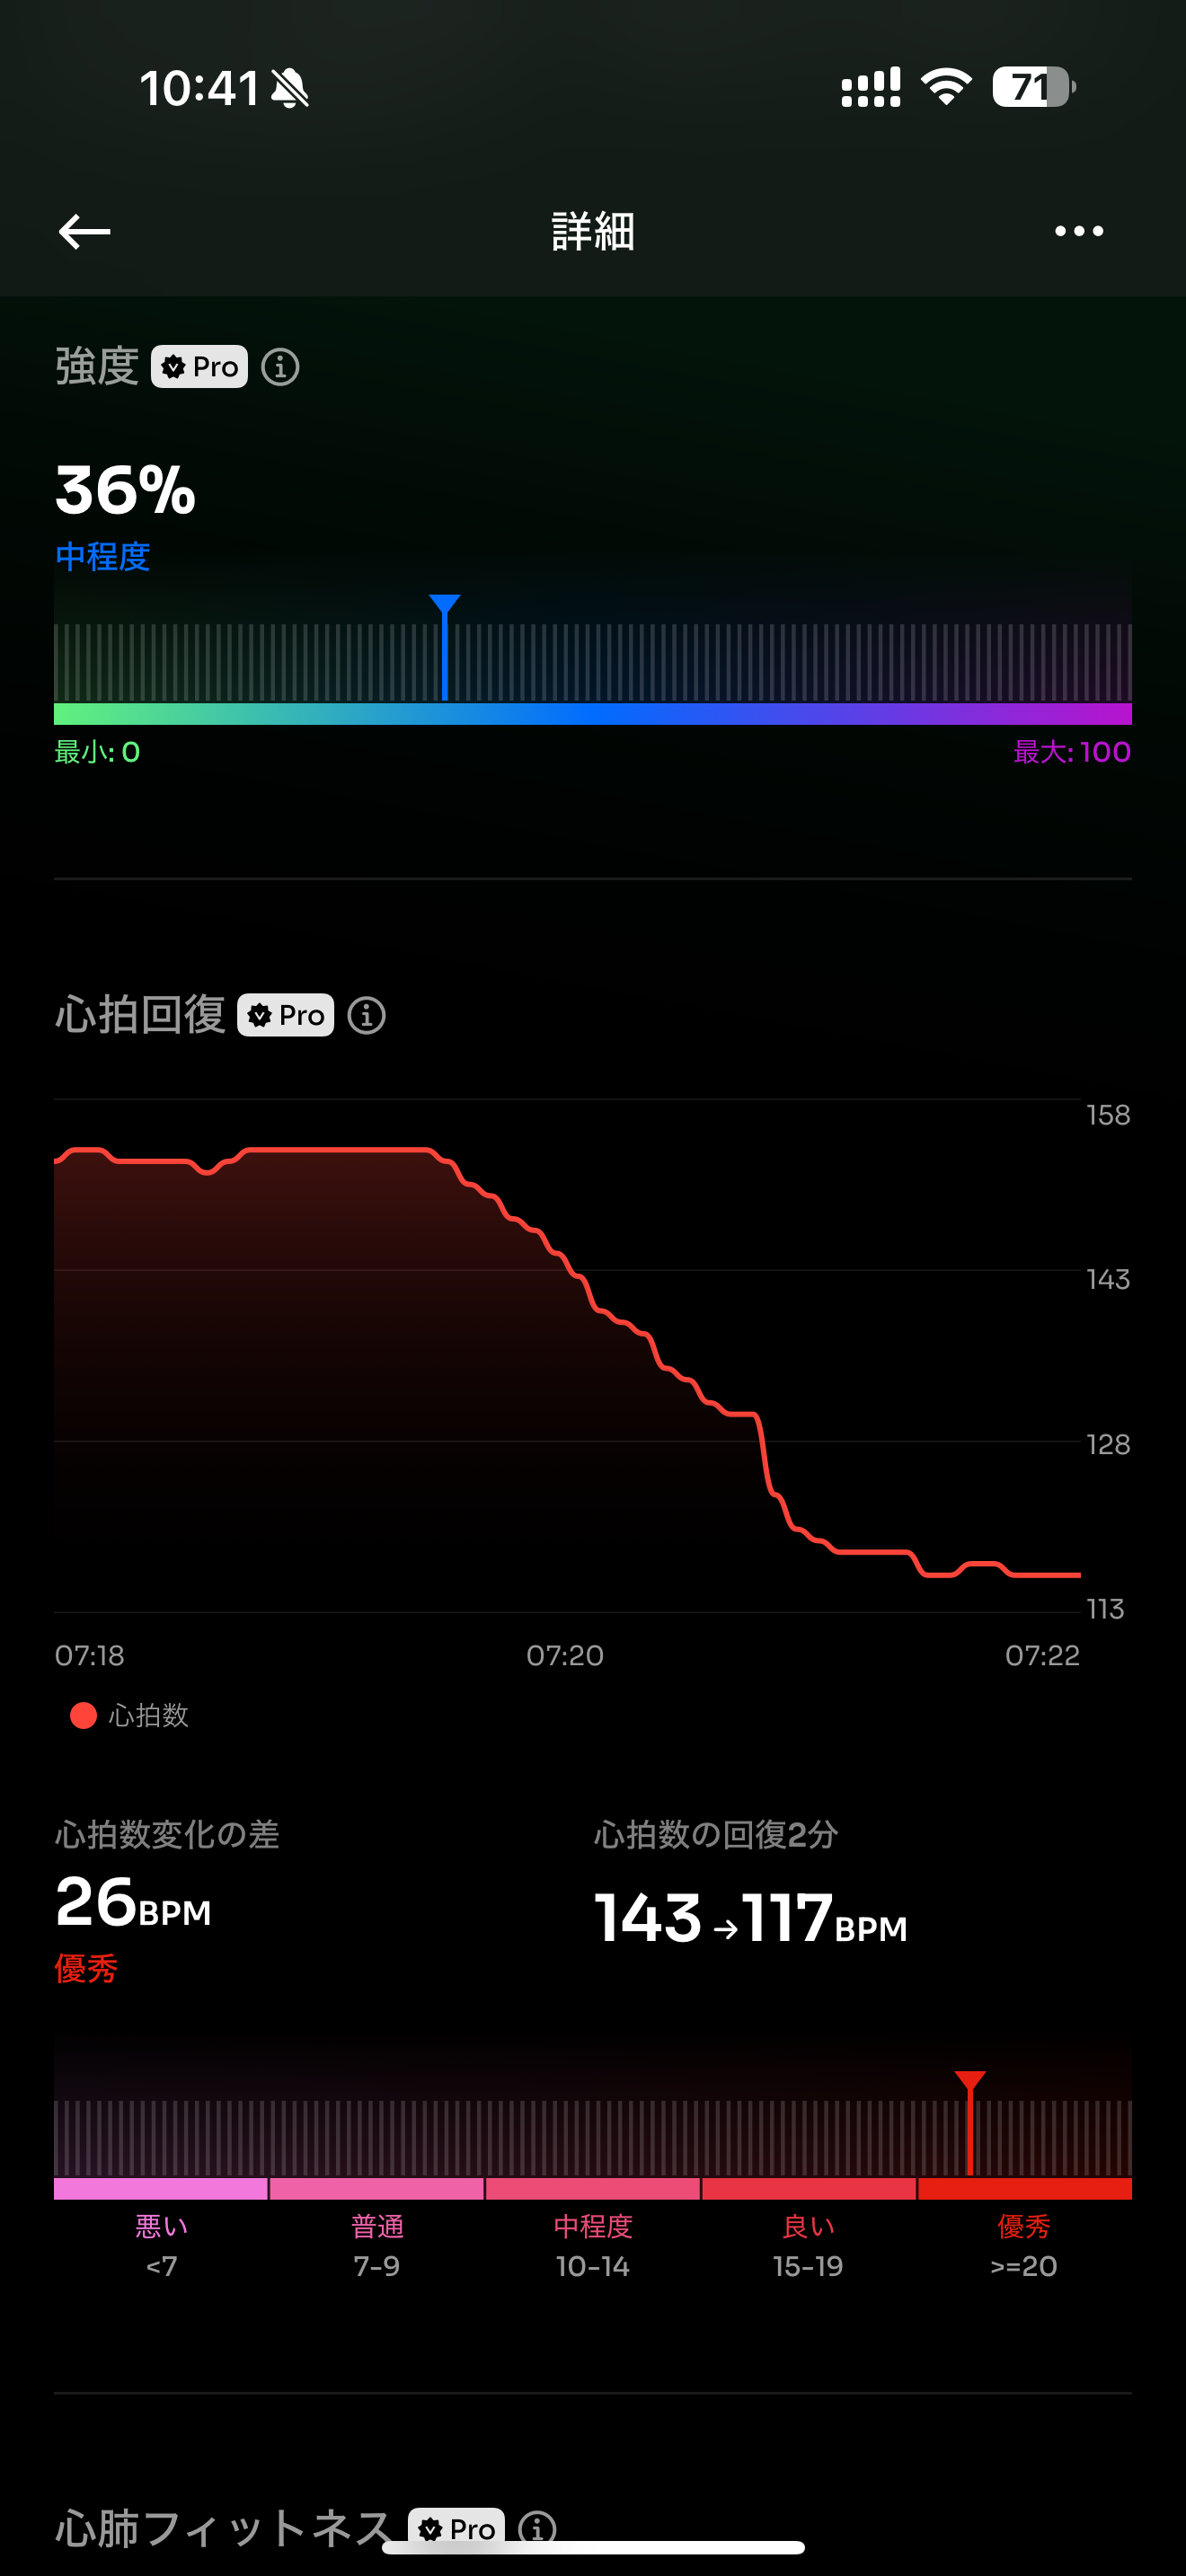 10:41
71
詳細
強度 Pro
36%
中程度
最小: 0
最大: 100
心拍回復 Pro
158
143
128
113
07:18
07:20
07:22
心拍数
心拍数変化の差
26BPM
優秀
心拍数の回復2分
143→117BPM
悪い
<7
普通
7-9
中程度
10-14
良い
15-19
優秀
>=20
心肺フィットネス Pro